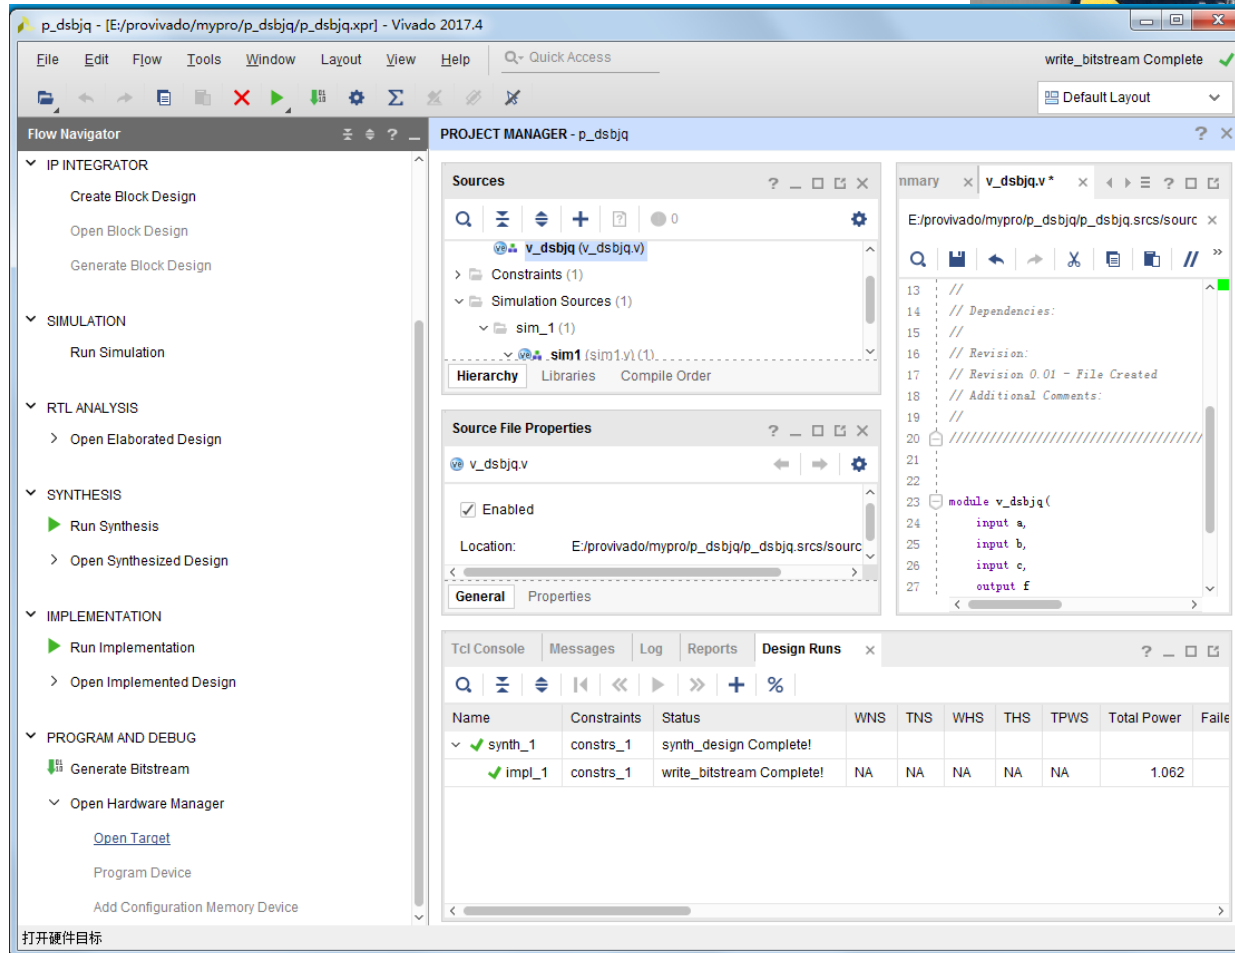 p_dsbjq - [E:/provivado/mypro/p_dsbjq/p_dsbjq.xpr] - Vivado 2017.4
File Edit Flow Tools Window Layout View Help Quick Access write_bitstream Complete
Default Layout
Flow Navigator
IP INTEGRATOR
Create Block Design
Open Block Design
Generate Block Design
SIMULATION
Run Simulation
RTL ANALYSIS
Open Elaborated Design
SYNTHESIS
Run Synthesis
Open Synthesized Design
IMPLEMENTATION
Run Implementation
Open Implemented Design
PROGRAM AND DEBUG
Generate Bitstream
Open Hardware Manager
Open Target
Program Device
Add Configuration Memory Device
PROJECT MANAGER - p_dsbjq
Sources
0
v_dsbjq (v_dsbjq.v)
Constraints (1)
Simulation Sources (1)
sim_1 (1)
sim1 (sim1.v) (1)
Hierarchy Libraries Compile Order
Source File Properties
v_dsbjq.v
Enabled
Location: E:/provivado/mypro/p_dsbjq/p_dsbjq.srcs/sourc
General Properties
nmary v_dsbjq.v *
E:/provivado/mypro/p_dsbjq/p_dsbjq.srcs/sourc
13 //
14 // Dependencies:
15 //
16 // Revision:
17 // Revision 0.01 - File Created
18 // Additional Comments:
19 //
20 //////////////////////////////////////
21
22
23 module v_dsbjq(
24 input a,
25 input b,
26 input c,
27 output f
Tcl Console Messages Log Reports Design Runs
Name Constraints Status WNS TNS WHS THS TPWS Total Power Faile
synth_1 constrs_1 synth_design Complete!
impl_1 constrs_1 write_bitstream Complete! NA NA NA NA NA 1.062
打开硬件目标